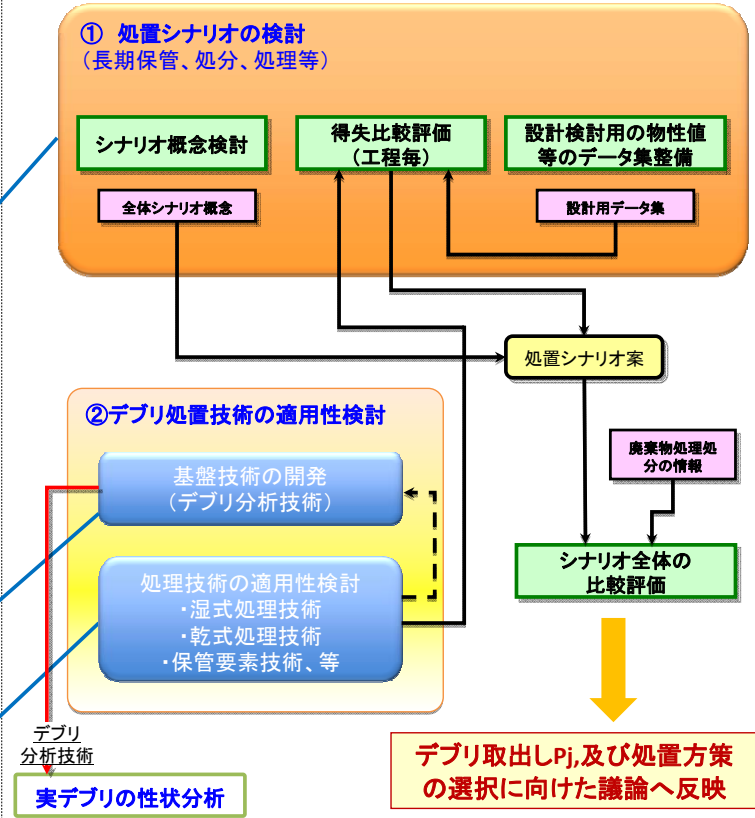 ① 処置シナリオの検討
（長期保管、処分、処理等）
シナリオ概念検討
得失比較評価
（工程毎）
設計検討用の物性値
等のデータ集整備
全体シナリオ概念
設計用データ集
処置シナリオ案
②デブリ処置技術の適用性検討
基盤技術の開発
（デブリ分析技術）
廃棄物処理処
分の情報
処理技術の適用性検討
・湿式処理技術
・乾式処理技術
・保管要素技術、等
シナリオ全体の
比較評価
デブリ
分析技術
実デブリの性状分析
デブリ取出しPj,及び処置方策
の選択に向けた議論へ反映